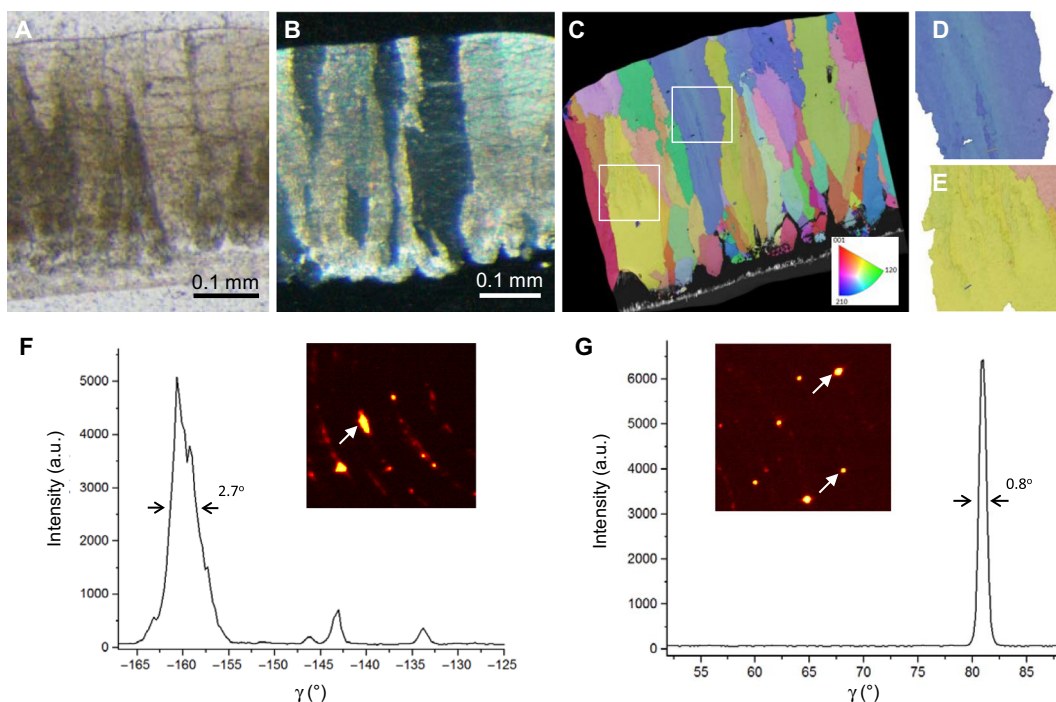 A
B
C
D
E
0.1 mm
0.1 mm
001
120
210
F
G
5000
4000
3000
2000
1000
0
2.7°
Intensity (a.u.)
−165
−160
−155
−150
−145
−140
−135
−130
−125
γ (°)
6000
5000
4000
3000
2000
1000
0
0.8°
Intensity (a.u.)
55
60
65
70
75
80
85
γ (°)